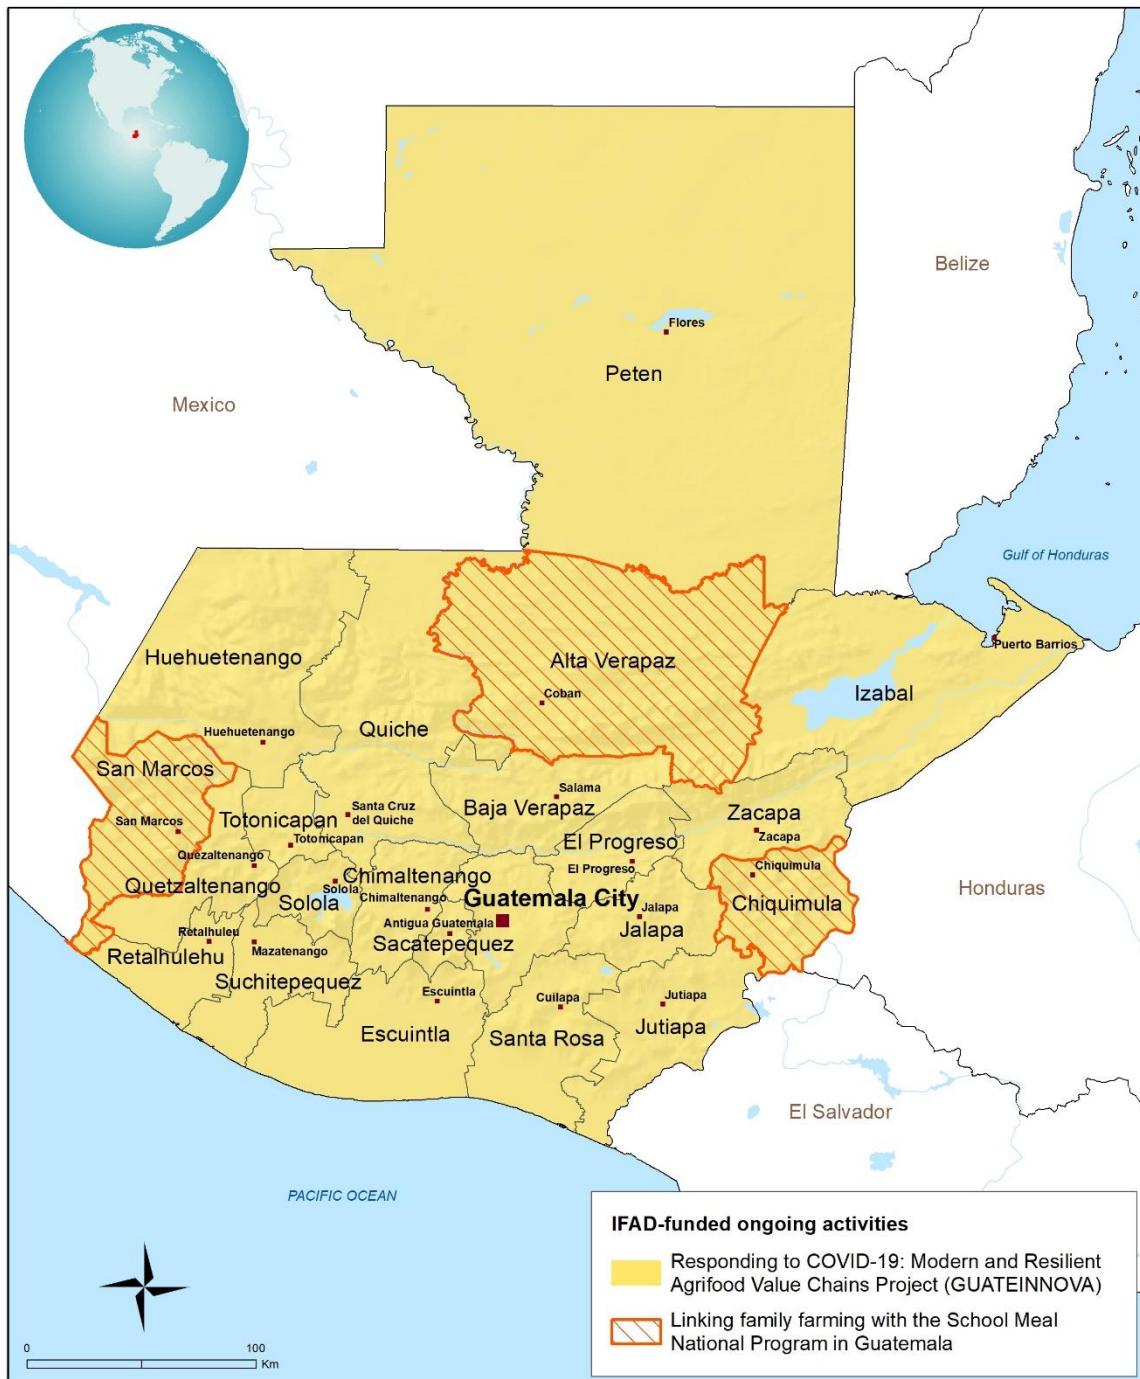 Belize
Flores
Peten
Mexico
Gulf of Honduras
Puerto Barrios
Huehuetenango
Alta Verapaz
Coban
Izabal
Quiche
Huehuetenango
San Marcos
Salama
Baja Verapaz
Santa Cruz
del Quiche
Zacapa
Zacapa
San Marcos
Totonicapan
Totonicapan
El Progreso
El Progreso
Quezaltenango
Quetzaltenango
Chimaltenango
Solola
Solola
Chimaltenango
Chiquimula
Chiquimula
Honduras
Guatemala City
Antigua Guatemala
Sacatepequez
Jalapa
Jalapa
Retalhuleu
Retalhulehu
Mazatenango
Suchitepequez
Escuintla
Escuintla
Cuilapa
Santa Rosa
Jutiapa
Jutiapa
El Salvador
PACIFIC OCEAN
IFAD-funded ongoing activities
Responding to COVID-19: Modern and Resilient
Agrifood Value Chains Project (GUATEINNOVA)
Linking family farming with the School Meal
National Program in Guatemala
0 100
Km